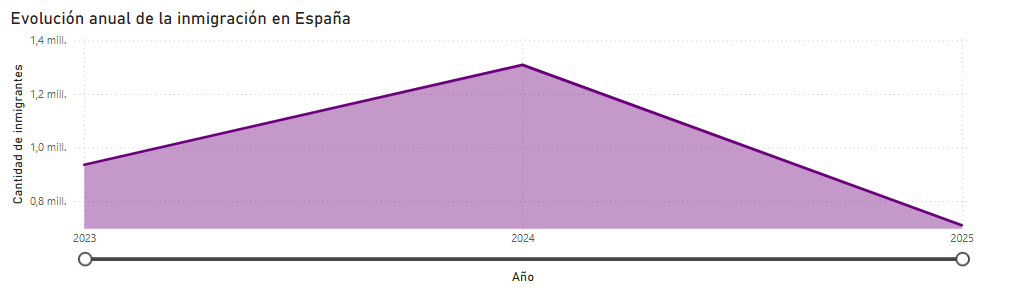 Evolución anual de la inmigración en España
1,4 mill.
1,2 mill.
1,0 mill.
0,8 mill.
Cantidad de inmigrantes
2023 2024 2025
Año